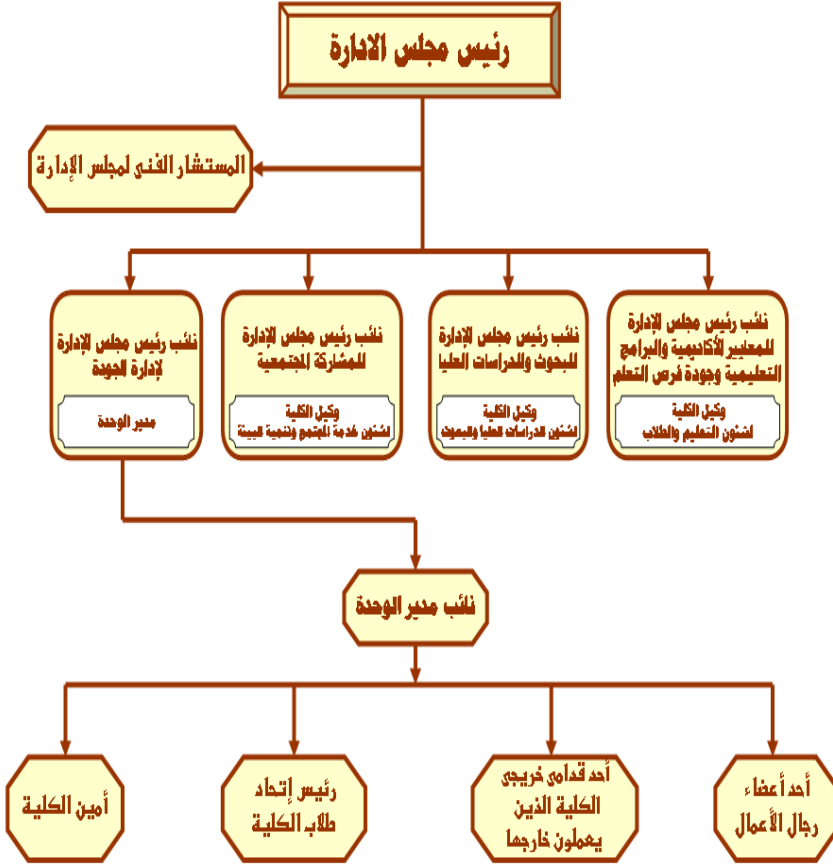 رئيس مجلس الادارة
المستشار الفنى لمجلس الإدارة
نائب رئيس مجلس الإدارة
للمعايير الأكاديمية والبرامج
التعليمية وجودة فرص التعلم
وكيل الكلية
لشئون التعليم والطلاب
نائب رئيس مجلس الإدارة
للبحوث والدراسات العليا
وكيل الكلية
لشئون الدراسات العليا والبحوث
نائب رئيس مجلس الإدارة
للمشاركة المجتمعية
وكيل الكلية
لشئون خدمة المجتمع وتنمية البيئة
نائب رئيس مجلس الإدارة
لإدارة الجودة
مدير الوحدة
نائب مدير الوحدة
أحد أعضاء
رجال الأعمال
أحد قدامى خريجى
الكلية الذين
يعملون خارجها
رئيس إتحاد
طلاب الكلية
أمين الكلية